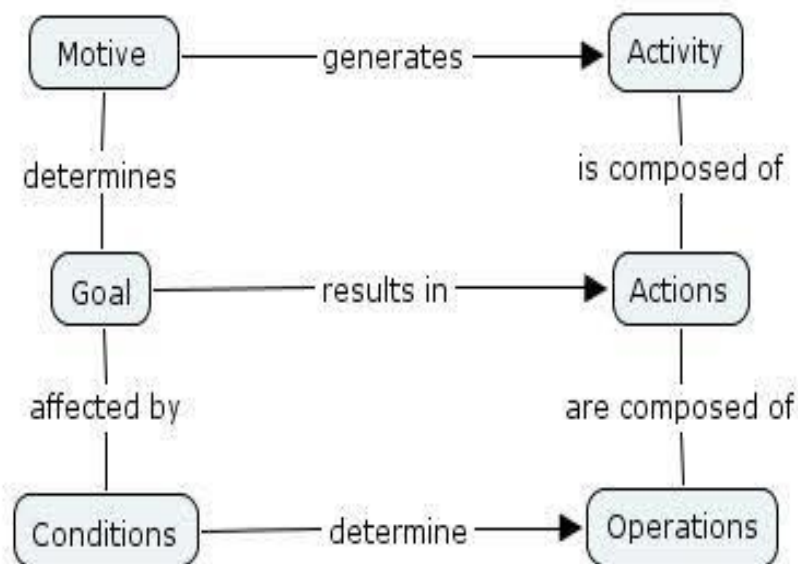 Motive
generates
Activity
determines
is composed of
Goal
results in
Actions
affected by
are composed of
Conditions
determine
Operations